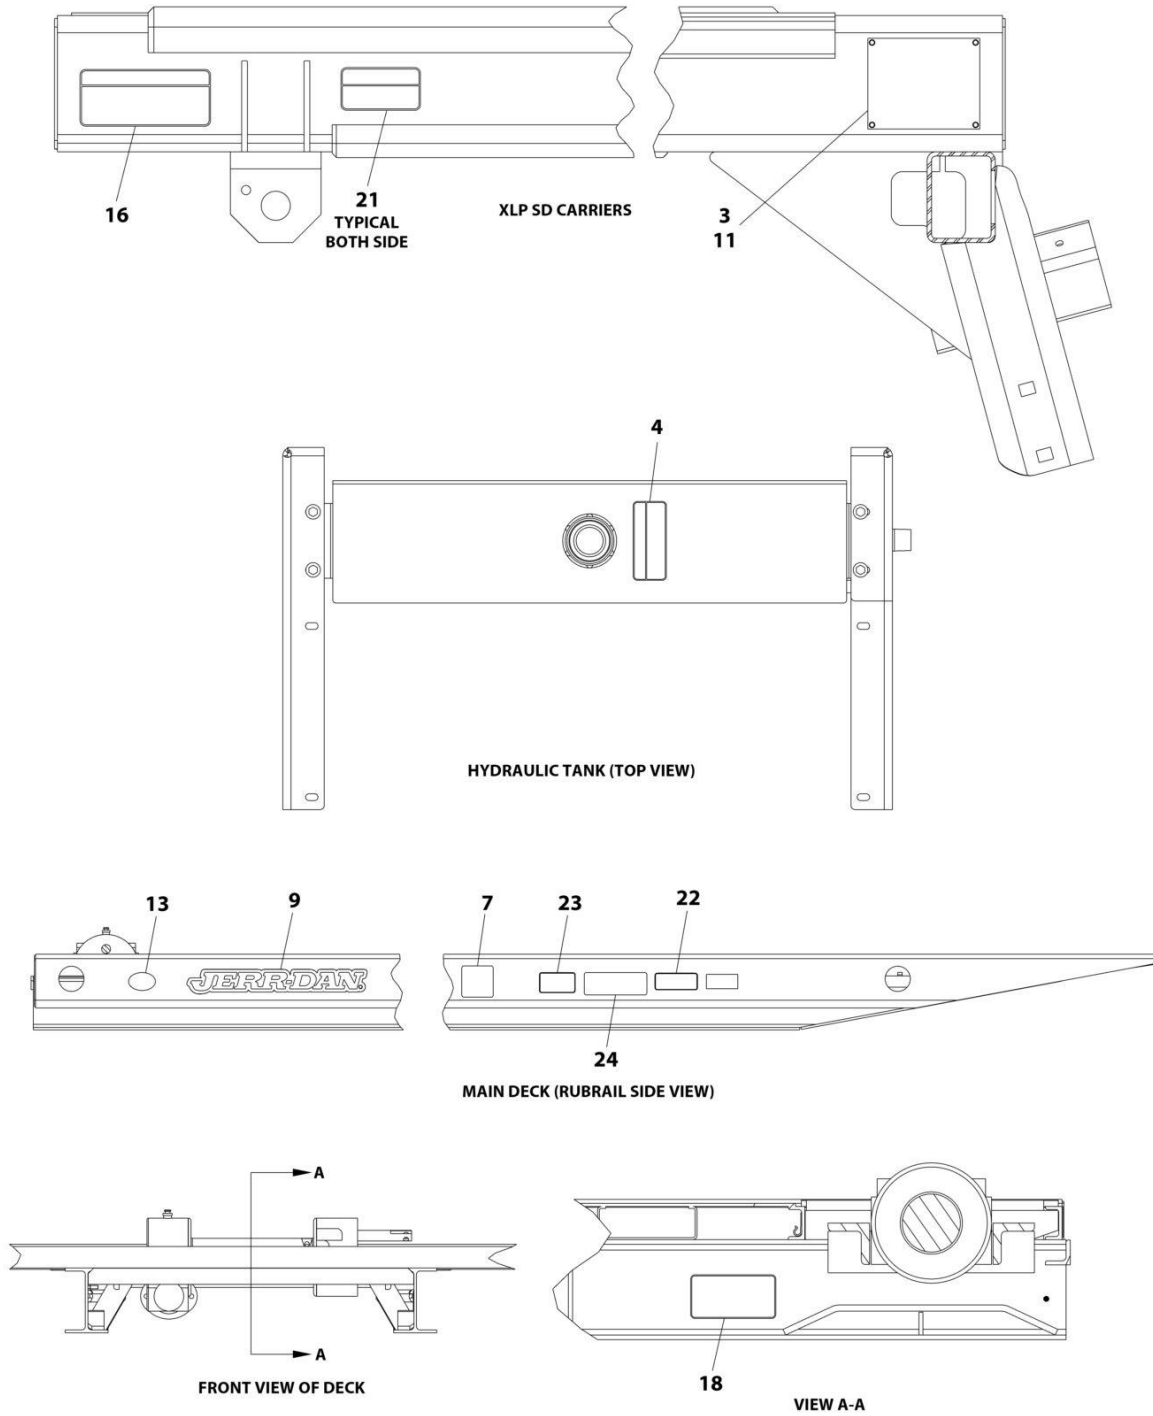 16
21
TYPICAL
BOTH SIDE
XLP SD CARRIERS
3
11
4
HYDRAULIC TANK (TOP VIEW)
13
9
7
23
22
JERR-DAN.
24
MAIN DECK (RUBRAIL SIDE VIEW)
A
A
FRONT VIEW OF DECK
18
VIEW A-A